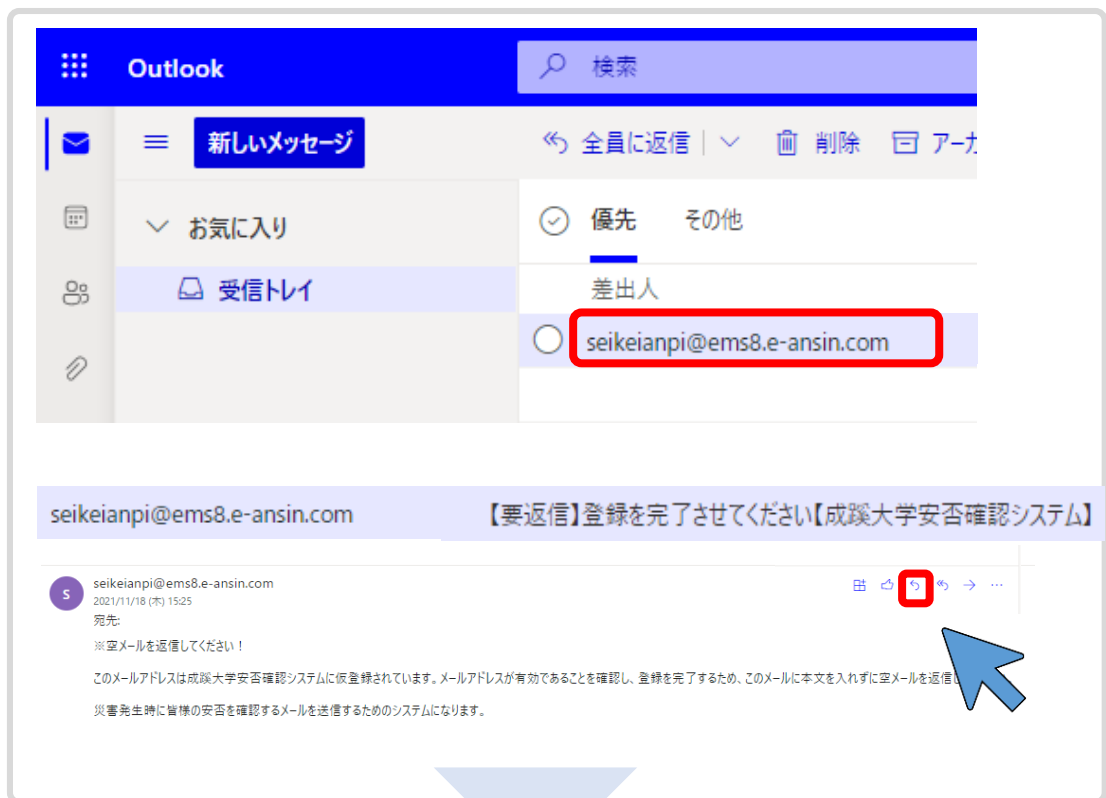 Outlook
検索
新しいメッセージ
全員に返信
削除
アーカ
お気に入り
優先
その他
受信トレイ
差出人
seikeianpi@ems8.e-ansin.com
seikeianpi@ems8.e-ansin.com
【要返信】登録を完了させてください【成蹊大学安否確認システム】
S
seikeianpi@ems8.e-ansin.com
2021/11/18 (木) 15:25
宛先:
※空メールを返信してください！
このメールアドレスは成蹊大学安否確認システムに仮登録されています。メールアドレスが有効であることを確認し、登録を完了するため、このメールに本文を入れずに空メールを返信
災害発生時に皆様の安否を確認するメールを送信するためのシステムになります。